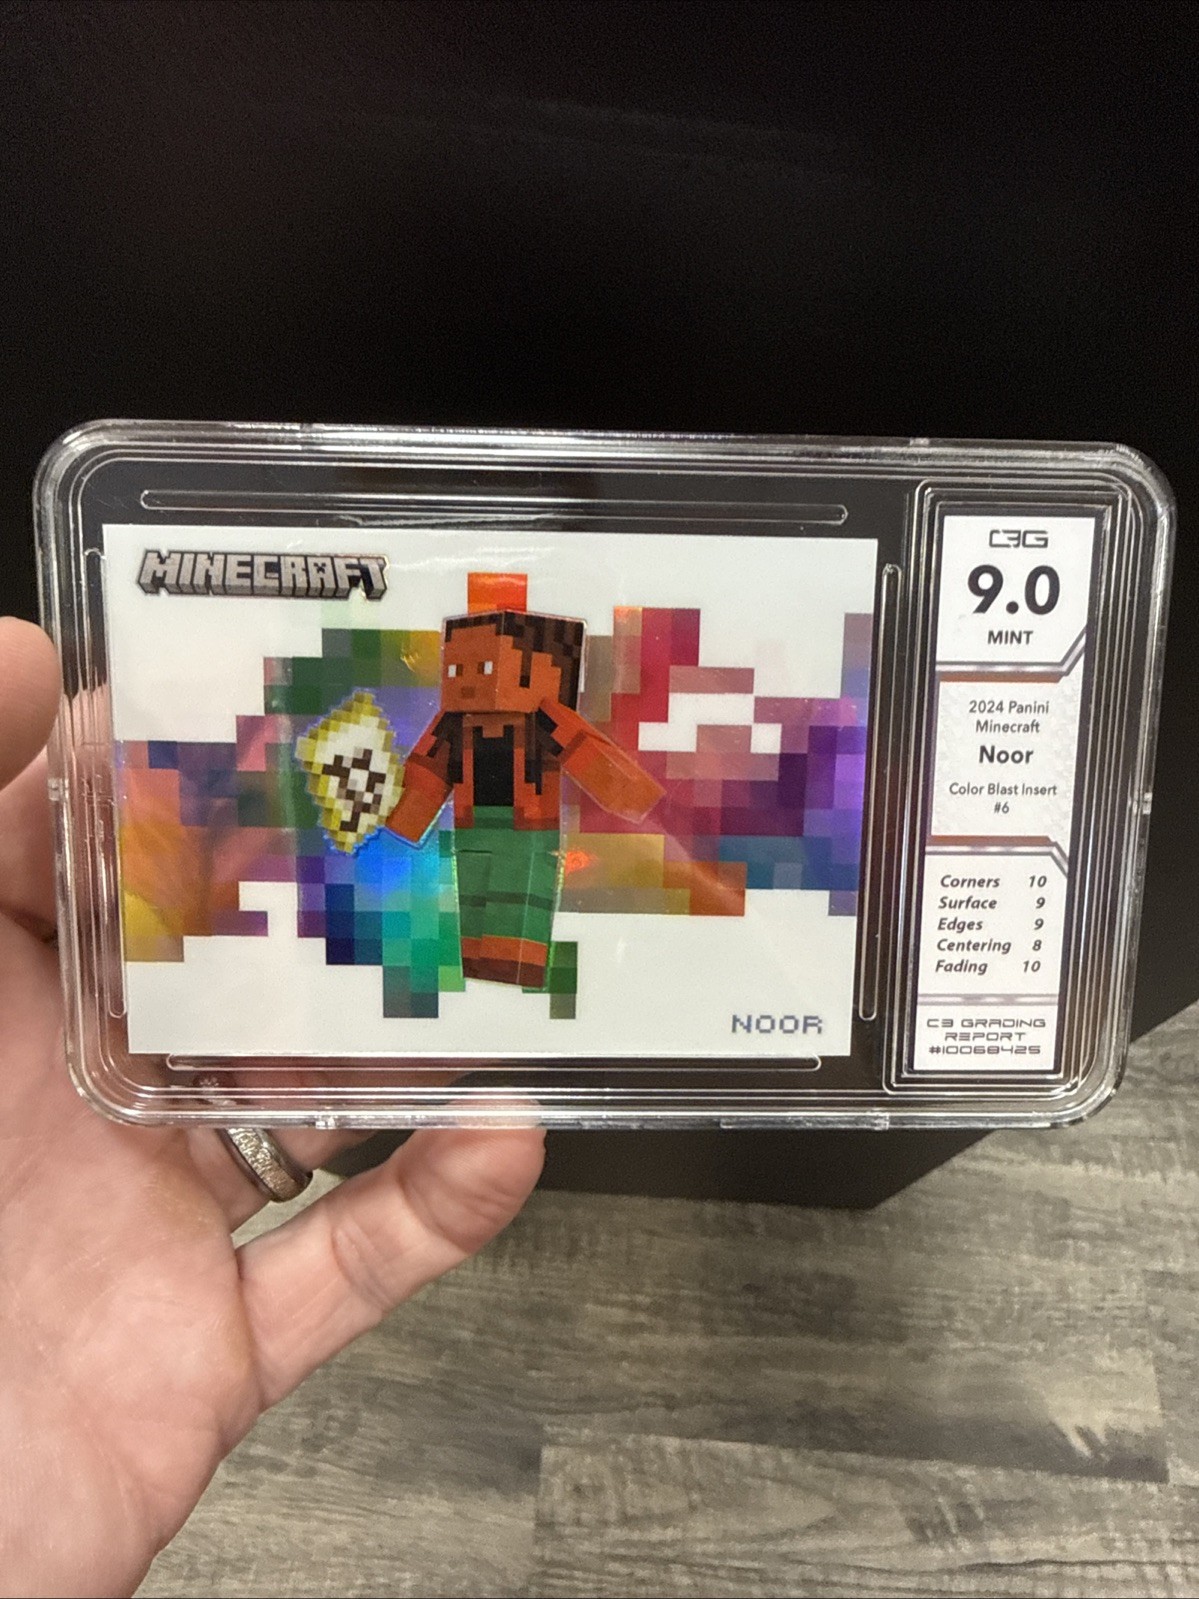 MINECRAFT
NOOR
C3G
9.0
MINT
2024 Panini
Minecraft
Noor
Color Blast Insert
#6
Corners 10
Surface 9
Edges 9
Centering 8
Fading 10
C3 GRADING
REPORT
#10068425